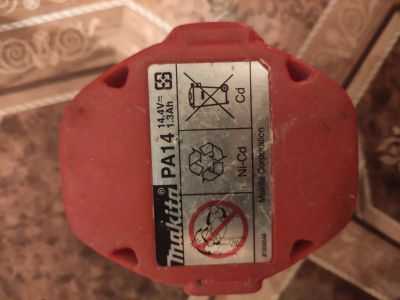 makita
PA14
14.4V
1.3Ah
Cd
Ni-Cd
Makita Corporation